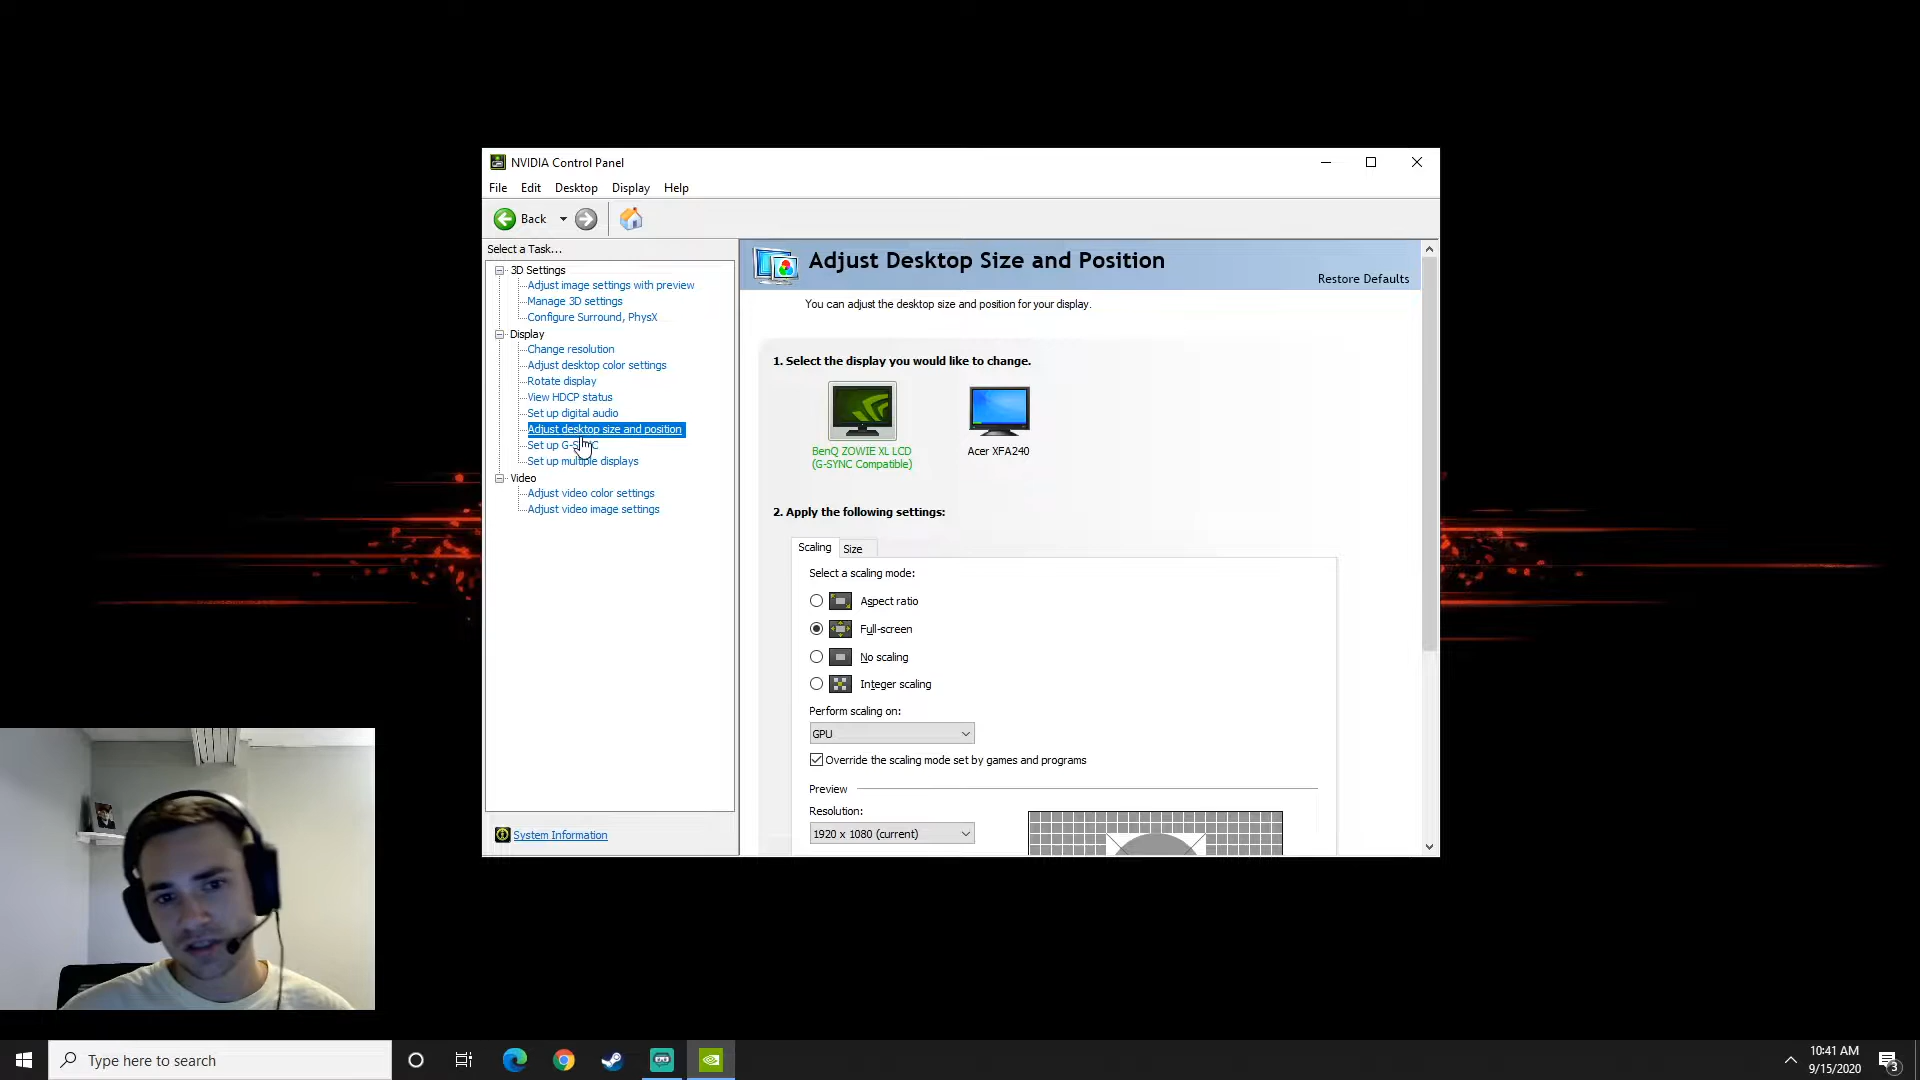 NVIDIA Control Panel
File Edit Desktop Display Help
Back
Select a Task...
3D Settings
Adjust image settings with preview
Manage 3D settings
Configure Surround, PhysX
Display
Change resolution
Adjust desktop color settings
Rotate display
View HDCP status
Set up digital audio
Adjust desktop size and position
Set up G-SYNC
Set up multiple displays
Video
Adjust video color settings
Adjust video image settings
System Information
Adjust Desktop Size and Position
Restore Defaults
You can adjust the desktop size and position for your display.
1. Select the display you would like to change.
BenQ ZOWIE XL LCD
(G-SYNC Compatible)
Acer XFA240
2. Apply the following settings:
Scaling Size
Select a scaling mode:
Aspect ratio
Full-screen
No scaling
Integer scaling
Perform scaling on:
GPU
Override the scaling mode set by games and programs
Preview
Resolution:
1920 x 1080 (current)
Type here to search
10:41 AM
9/15/2020
3